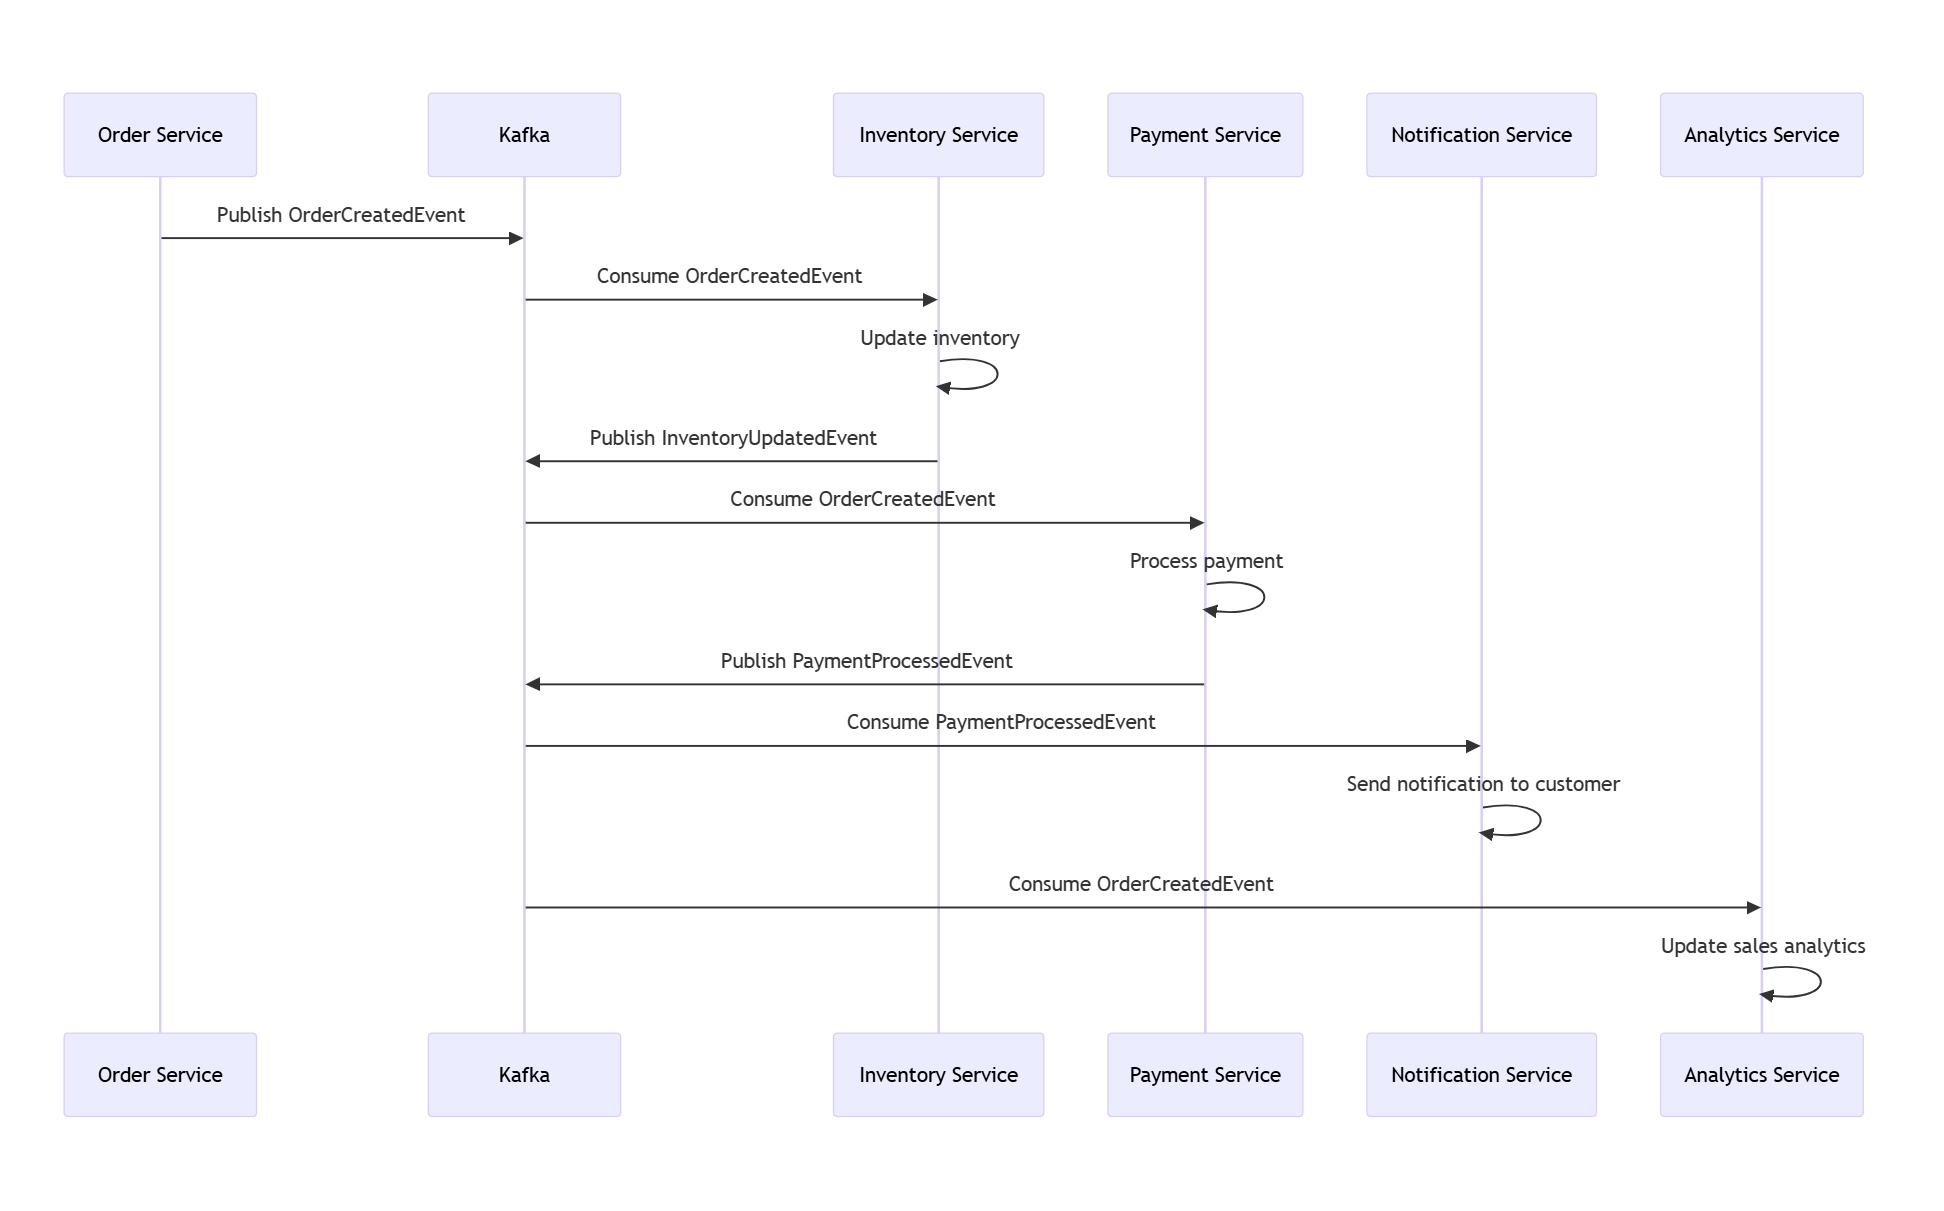 Order Service
Kafka
Inventory Service
Payment Service
Notification Service
Analytics Service
Publish OrderCreatedEvent
Consume OrderCreatedEvent
Update inventory
Publish InventoryUpdatedEvent
Consume OrderCreatedEvent
Process payment
Publish PaymentProcessedEvent
Consume PaymentProcessedEvent
Send notification to customer
Consume OrderCreatedEvent
Update sales analytics
Order Service
Kafka
Inventory Service
Payment Service
Notification Service
Analytics Service